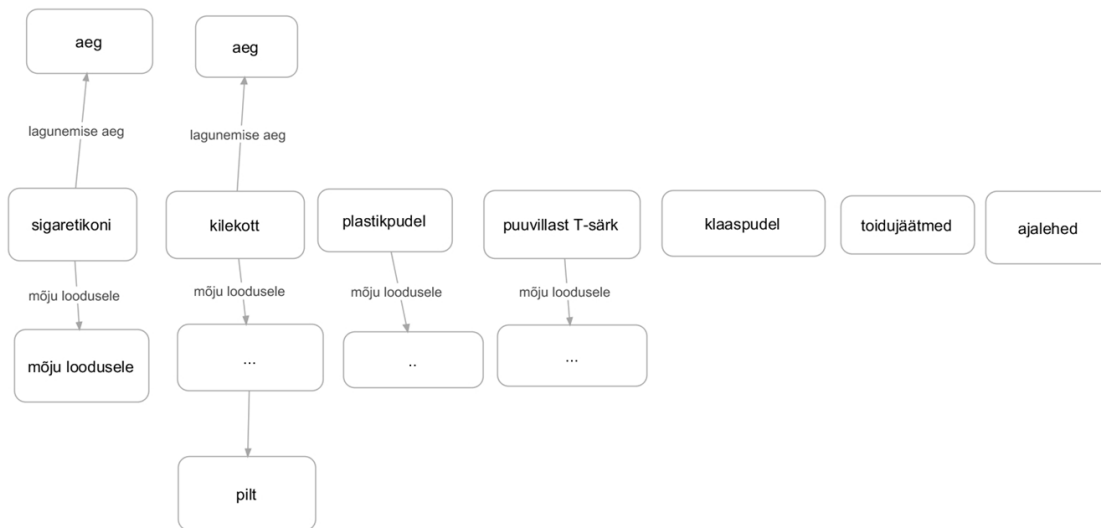 aeg
aeg
lagunemise aeg
lagunemise aeg
sigaretikoni
kilekott
plastikpudel
puuvillast T-särk
klaaspudel
toidujäätmed
ajalehed
mõju loodusele
mõju loodusele
mõju loodusele
mõju loodusele
mõju loodusele
...
..
...
pilt